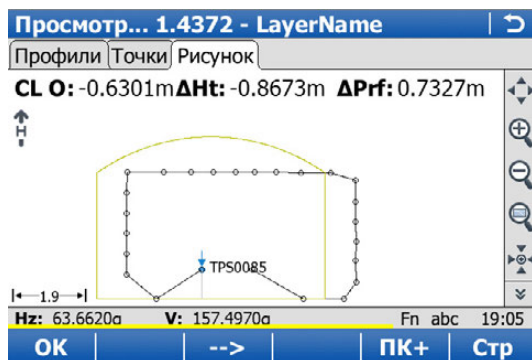 Просмотр... 1.4372 - LayerName
Профили Точки Рисунок
CL O: -0.6301m ΔHt: -0.8673m ΔPrf: 0.7327m
H
TPS0085
1.9
Hz: 63.6620g V: 157.4970g Fn abc 19:05
OK --> ПК+ Стр